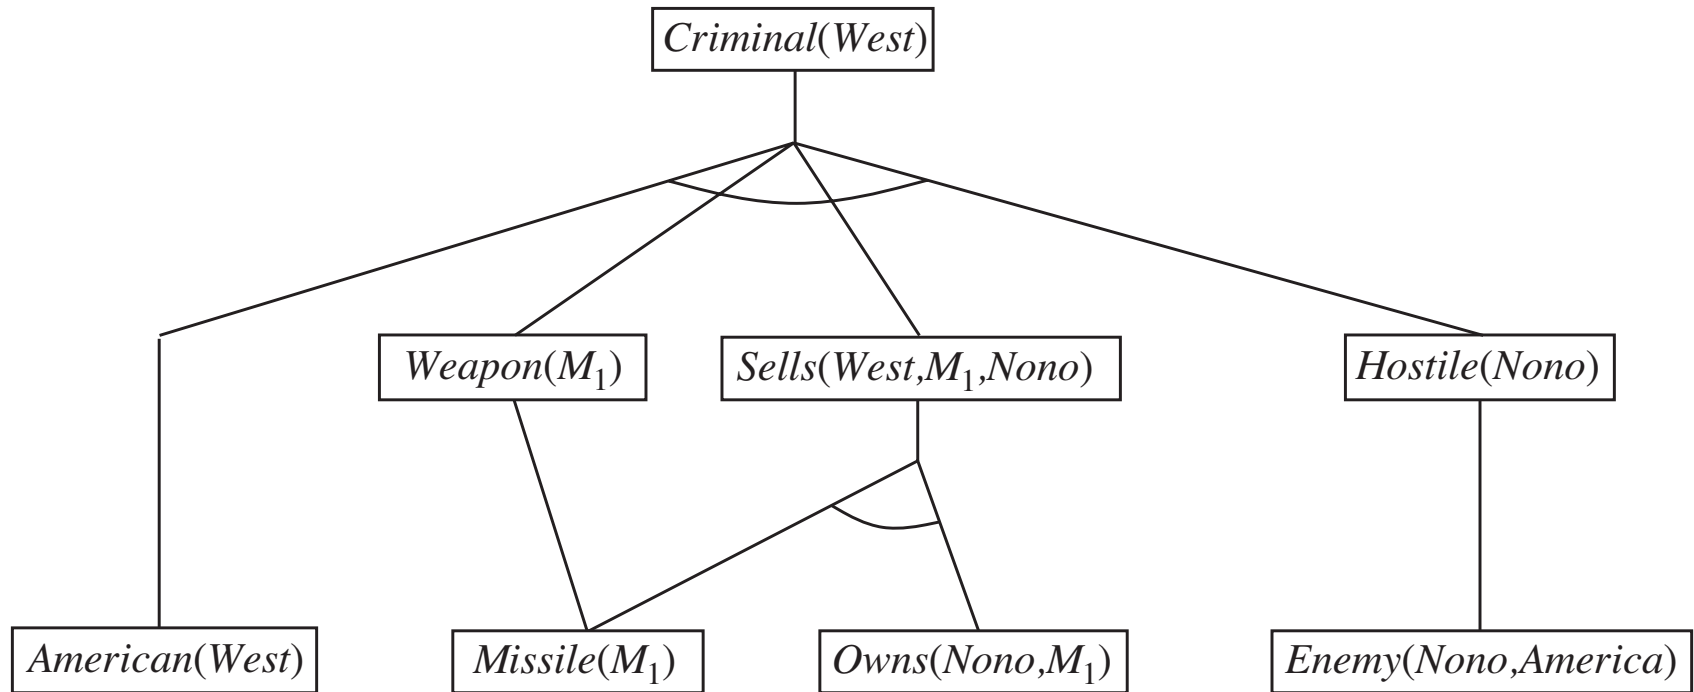 Criminal(West)
Weapon(M₁)
Sells(West,M₁,Nono)
Hostile(Nono)
American(West)
Missile(M₁)
Owns(Nono,M₁)
Enemy(Nono,America)